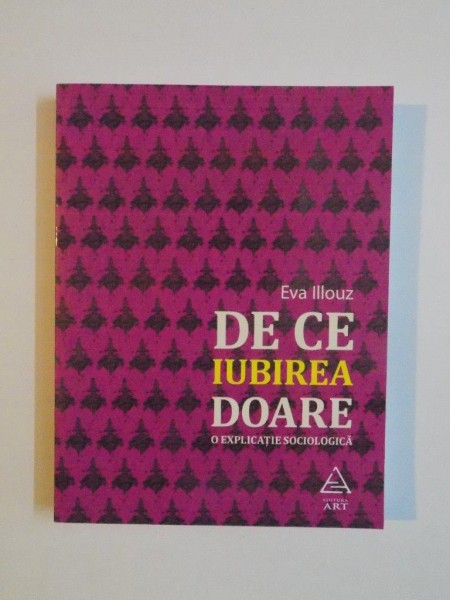 Eva Illouz
DE CE
IUBIREA
DOARE
O EXPLICAȚIE SOCIOLOGICĂ
EDITURA
ART